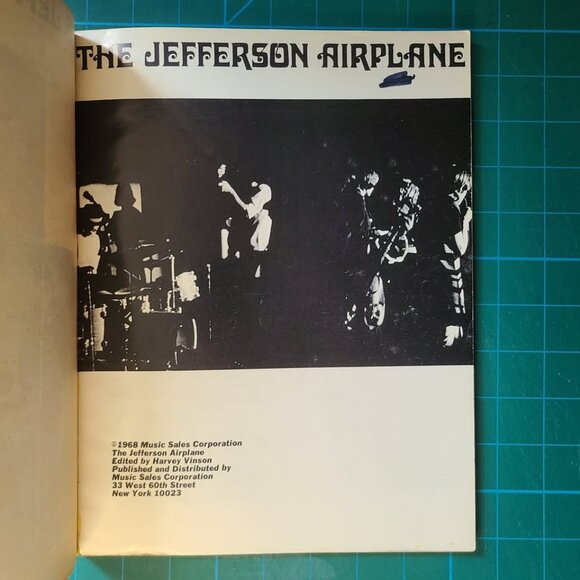 THE JEFFERSON AIRPLANE
©1968 Music Sales Corporation
The Jefferson Airplane
Edited by Harvey Vinson
Published and Distributed by
Music Sales Corporation
33 West 60th Street
New York 10023